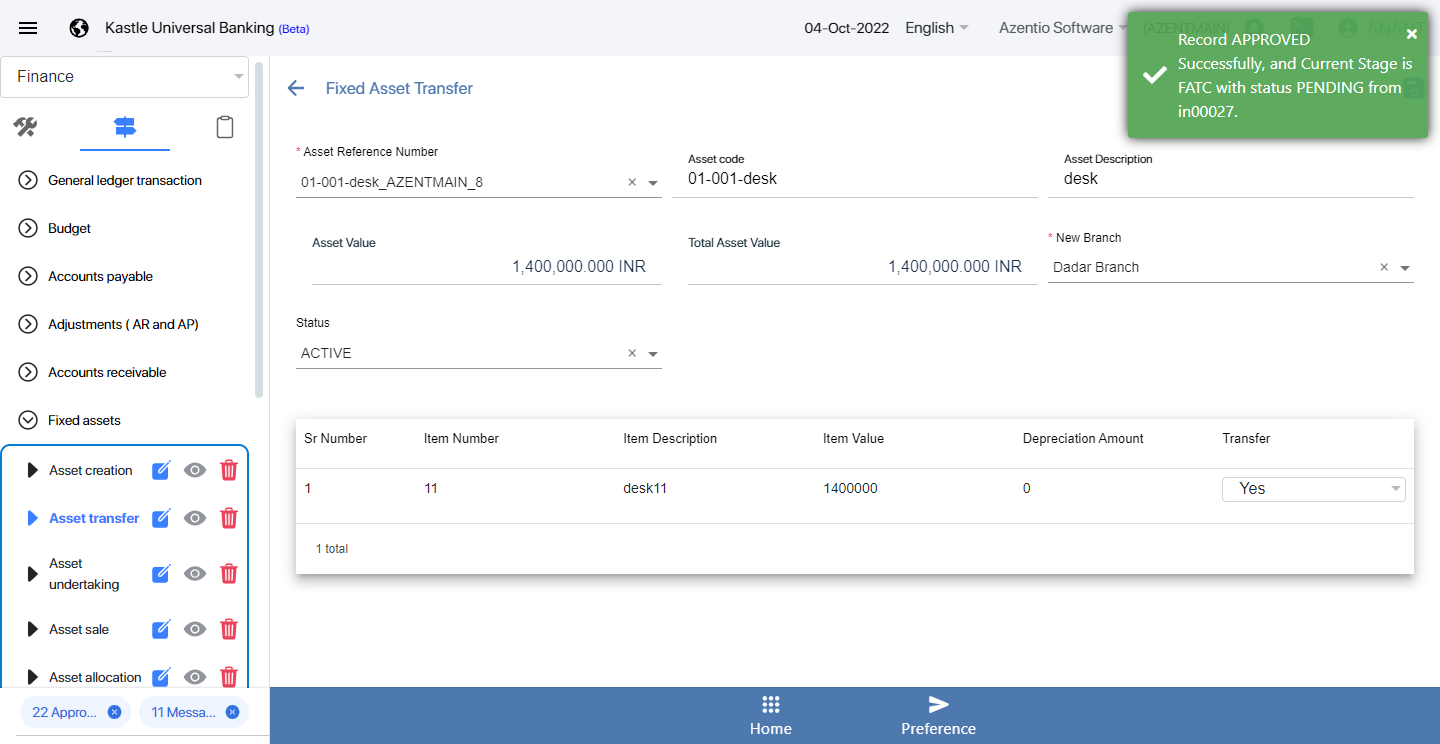 Kastle Universal Banking (Beta)
04-Oct-2022
English
Azentio Software
(AZENTMAIN)
ANANT
Record APPROVED
Successfully, and Current Stage is
FATC with status PENDING from
in00027.
Finance
General ledger transaction
Budget
Accounts payable
Adjustments ( AR and AP)
Accounts receivable
Fixed assets
Asset creation
Asset transfer
Asset
undertaking
Asset sale
Asset allocation
22 Appro...
11 Messa...
Fixed Asset Transfer
* Asset Reference Number
01-001-desk_AZENTMAIN_8
Asset code
01-001-desk
Asset Description
desk
Asset Value
1,400,000.000 INR
Total Asset Value
1,400,000.000 INR
* New Branch
Dadar Branch
Status
ACTIVE
Sr Number Item Number Item Description Item Value Depreciation Amount Transfer
1 11 desk11 1400000 0 Yes
1 total
Home
Preference